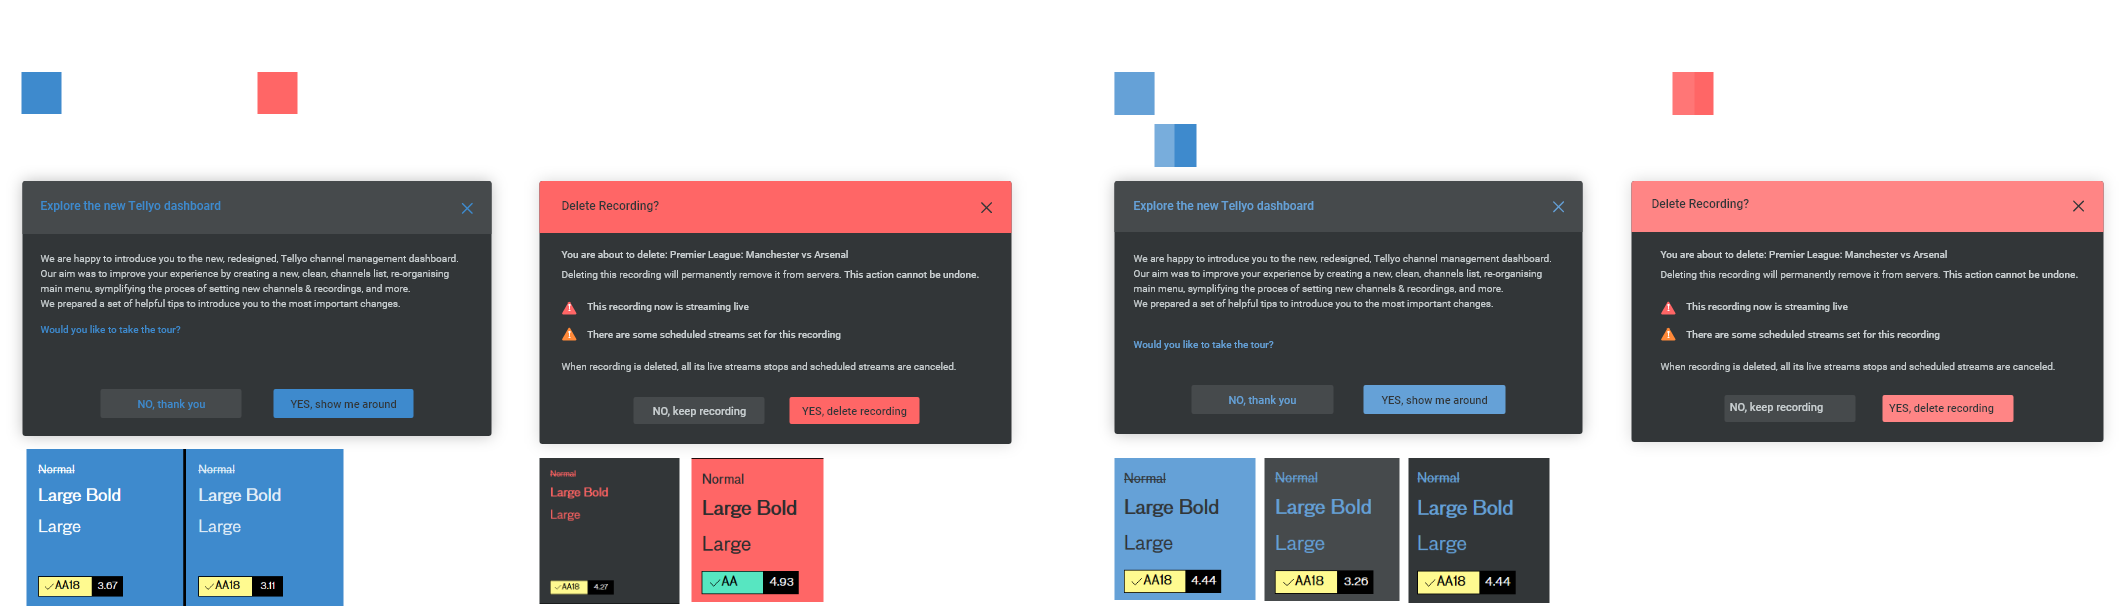 Explore the new Tellyo dashboard
We are happy to introduce you to the new, redesigned, Tellyo channel management dashboard.
Our aim was to improve your experience by creating a new, clean, channels list, re-organising
main menu, symplifying the proces of setting new channels & recordings, and more.
We prepared a set of helpful tips to introduce you to the most important changes.
Would you like to take the tour?
NO, thank you
YES, show me around
Normal
Large Bold
Large
AA18 3.67
Normal
Large Bold
Large
AA18 3.11
Delete Recording?
You are about to delete: Premier League: Manchester vs Arsenal
Deleting this recording will permanently remove it from servers. This action cannot be undone.
This recording now is streaming live
There are some scheduled streams set for this recording
When recording is deleted, all its live streams stops and scheduled streams are canceled.
NO, keep recording
YES, delete recording
Normal
Large Bold
Large
AA18 4.27
Normal
Large Bold
Large
AA 4.93
Explore the new Tellyo dashboard
We are happy to introduce you to the new, redesigned, Tellyo channel management dashboard.
Our aim was to improve your experience by creating a new, clean, channels list, re-organising
main menu, symplifying the proces of setting new channels & recordings, and more.
We prepared a set of helpful tips to introduce you to the most important changes.
Would you like to take the tour?
NO, thank you
YES, show me around
Normal
Large Bold
Large
AA18 4.44
Normal
Large Bold
Large
AA18 3.26
Normal
Large Bold
Large
AA18 4.44
Delete Recording?
You are about to delete: Premier League: Manchester vs Arsenal
Deleting this recording will permanently remove it from servers. This action cannot be undone.
This recording now is streaming live
There are some scheduled streams set for this recording
When recording is deleted, all its live streams stops and scheduled streams are canceled.
NO, keep recording
YES, delete recording